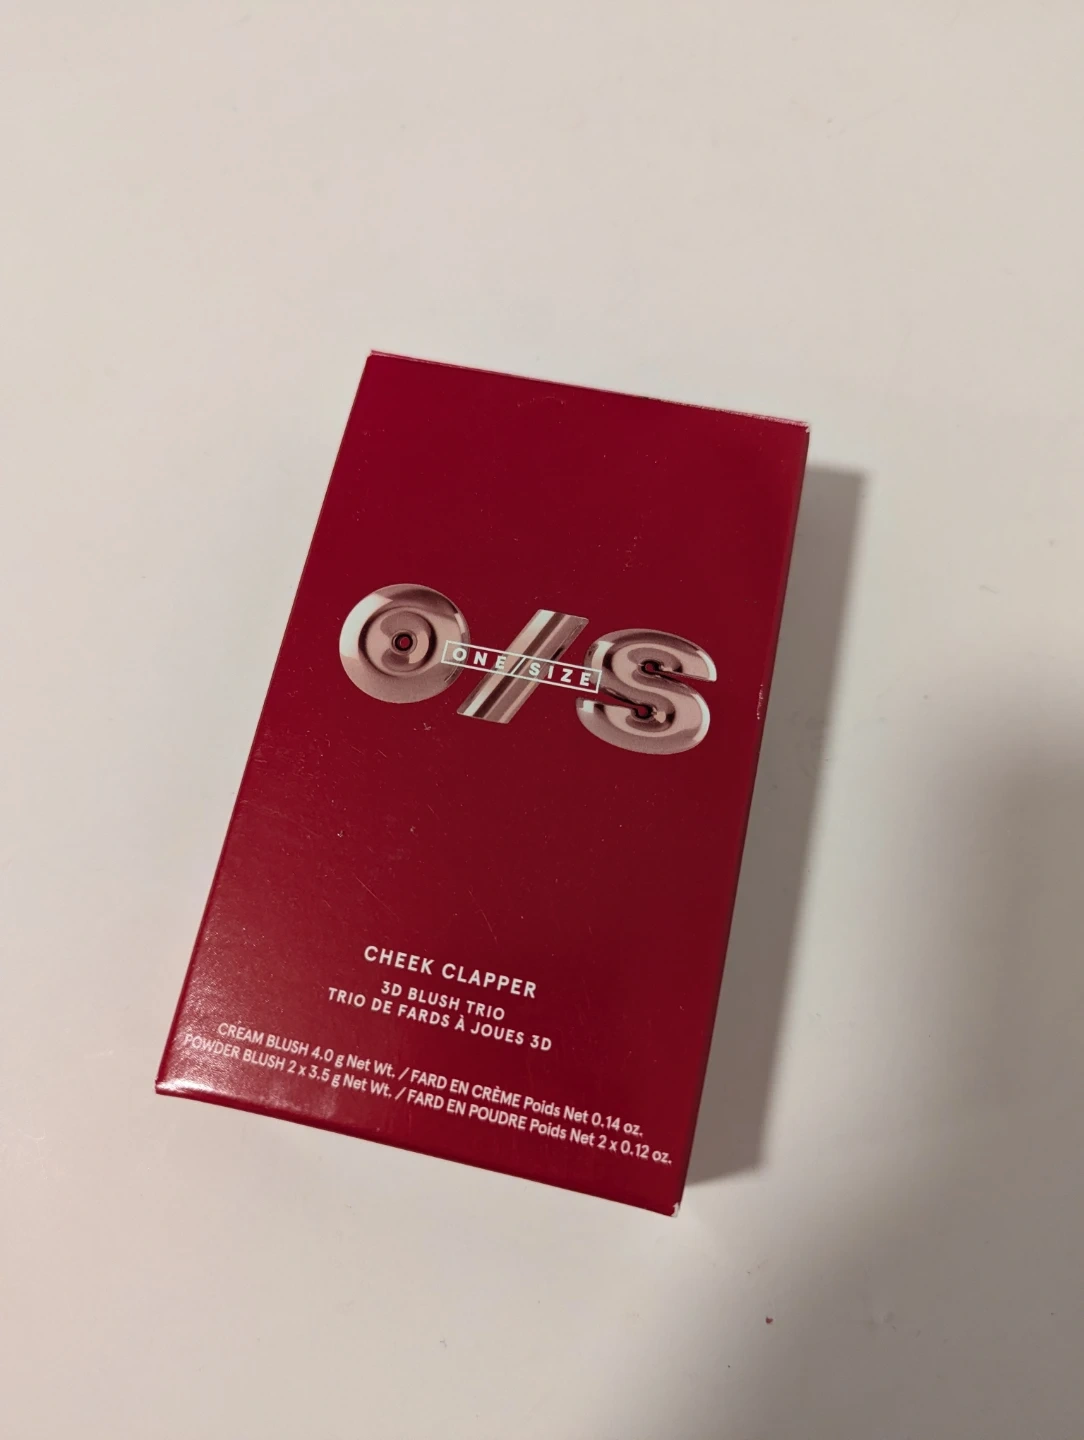 O/S
ONE/SIZE
CHEEK CLAPPER
3D BLUSH TRIO
TRIO DE FARDS À JOUES 3D
CREAM BLUSH 4.0 g Net Wt. / FARD EN CRÈME Poids Net 0.14 oz.
POWDER BLUSH 2 x 3.5 g Net Wt. / FARD EN POUDRE Poids Net 2 x 0.12 oz.